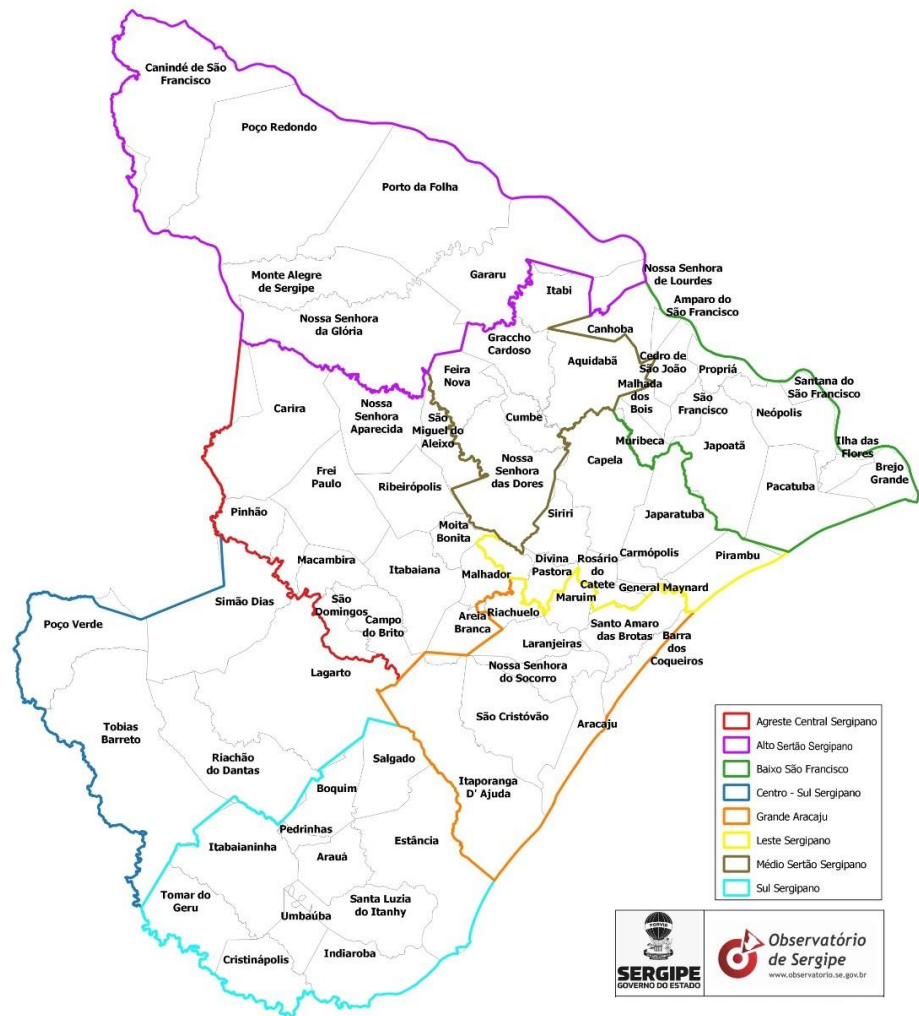 Canindé de São
Francisco
Poço Redondo
Porto da Folha
Nossa Senhora
de Lourdes
Monte Alegre
de Sergipe
Gararu
Itabi
Amparo do
São Francisco
Nossa Senhora
da Glória
Graccho
Cardoso
Canhoba
Feira
Nova
Aquidabã
Cedro de
São João
Propriá
Santana do
São Francisco
Carira
Nossa
Senhora
Aparecida
São
Miguel do
Aleixo
Cumbe
Malhada
dos
Bois
São
Francisco
Neópolis
Muribeca
Japoatã
Ilha das
Flores
Frei
Paulo
Ribeirópolis
Nossa
Senhora
das Dores
Capela
Brejo
Grande
Pacatuba
Pinhão
Siriri
Japaratuba
Moita
Bonita
Macambira
Itabaiana
Malhador
Divina
Pastora
Rosário
do
Catete
Carmópolis
Pirambu
General Maynard
Maruim
Simão Dias
São
Domingos
Campo
do Brito
Areia
Branca
Riachuelo
Santo Amaro
das Brotas
Poço Verde
Laranjeiras
Barra
dos
Coqueiros
Lagarto
Nossa Senhora
do Socorro
Tobias
Barreto
São Cristóvão
Aracaju
Riachão
do Dantas
Salgado
Boquim
Itaporanga
D' Ajuda
Pedrinhas
Itabaianinha
Arauá
Estância
Tomar do
Geru
Umbaúba
Santa Luzia
do Itanhy
Cristinápolis
Indiaroba
Agreste Central Sergipano
Alto Sertão Sergipano
Baixo São Francisco
Centro - Sul Sergipano
Grande Aracaju
Leste Sergipano
Médio Sertão Sergipano
Sul Sergipano
SERGIPE
GOVERNO DO ESTADO
Observatório
de Sergipe
www.observatorio.se.gov.br